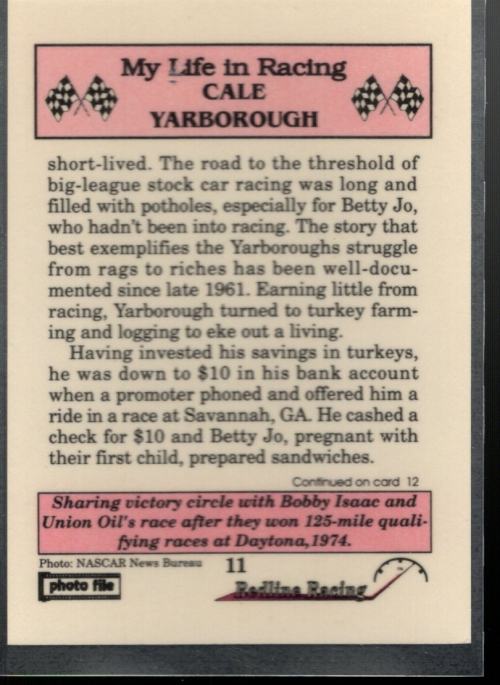 My Life in Racing
CALE
YARBOROUGH
short-lived. The road to the threshold of
big-league stock car racing was long and
filled with potholes, especially for Betty Jo,
who hadn't been into racing. The story that
best exemplifies the Yarboroughs struggle
from rags to riches has been well-docu-
mented since late 1961. Earning little from
racing, Yarborough turned to turkey farm-
ing and logging to eke out a living.
Having invested his savings in turkeys,
he was down to $10 in his bank account
when a promoter phoned and offered him a
ride in a race at Savannah, GA. He cashed a
check for $10 and Betty Jo, pregnant with
their first child, prepared sandwiches.
Continued on card 12
Sharing victory circle with Bobby Isaac and
Union Oil's race after they won 125-mile quali-
fying races at Daytona,1974.
Photo: NASCAR News Bureau
11
photo file
Redline Racing